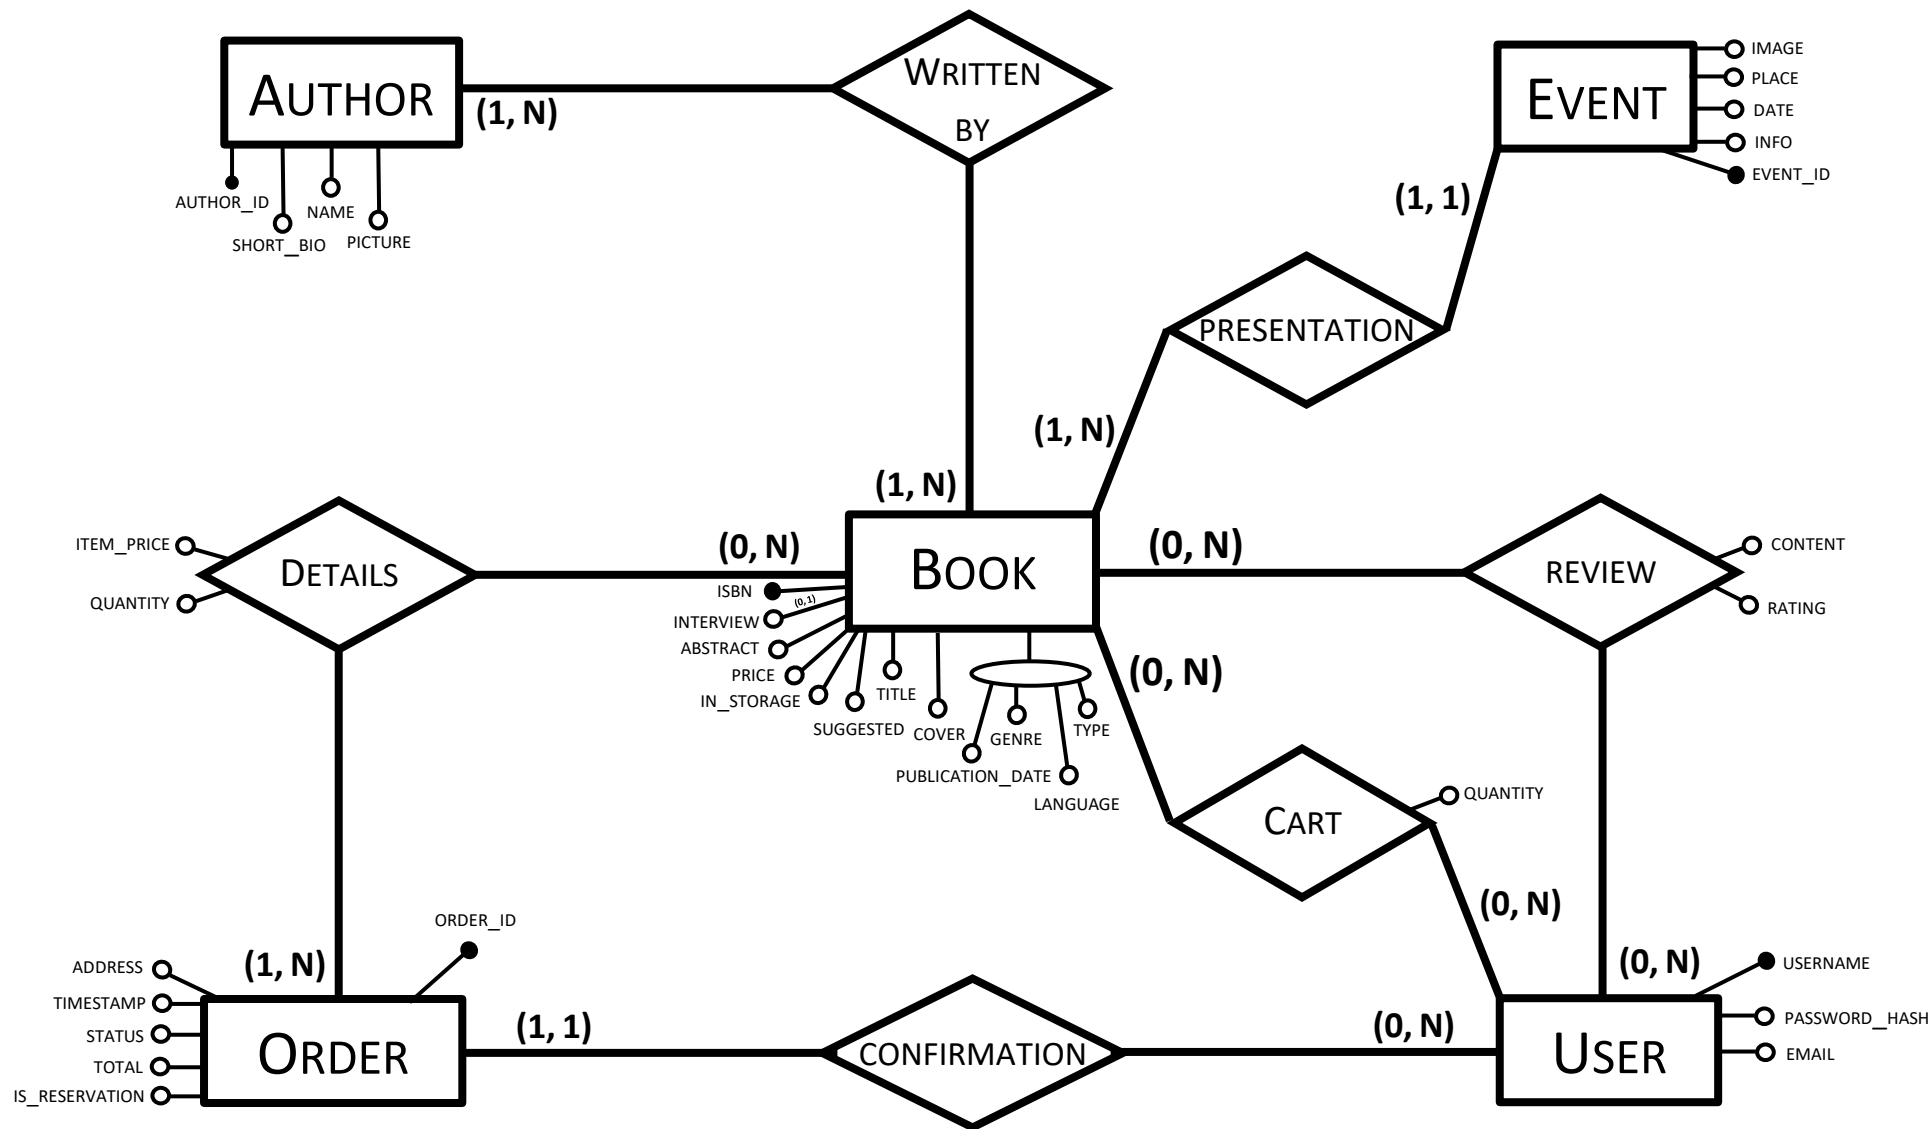 AUTHOR
(1, N)
WRITTEN
BY
EVENT
IMAGE
PLACE
DATE
INFO
EVENT_ID
AUTHOR_ID
NAME
SHORT_BIO
PICTURE
(1, 1)
PRESENTATION
(1, N)
(1, N)
ITEM_PRICE
QUANTITY
DETAILS
(0, N)
BOOK
(0, N)
REVIEW
CONTENT
RATING
ISBN
(0, 1)
INTERVIEW
ABSTRACT
PRICE
IN_STORAGE
SUGGESTED
TITLE
COVER
GENRE
TYPE
PUBLICATION_DATE
LANGUAGE
(0, N)
CART
QUANTITY
(0, N)
(0, N)
ORDER_ID
(1, N)
ADDRESS
TIMESTAMP
STATUS
TOTAL
IS_RESERVATION
ORDER
(1, 1)
CONFIRMATION
(0, N)
USER
USERNAME
PASSWORD_HASH
EMAIL